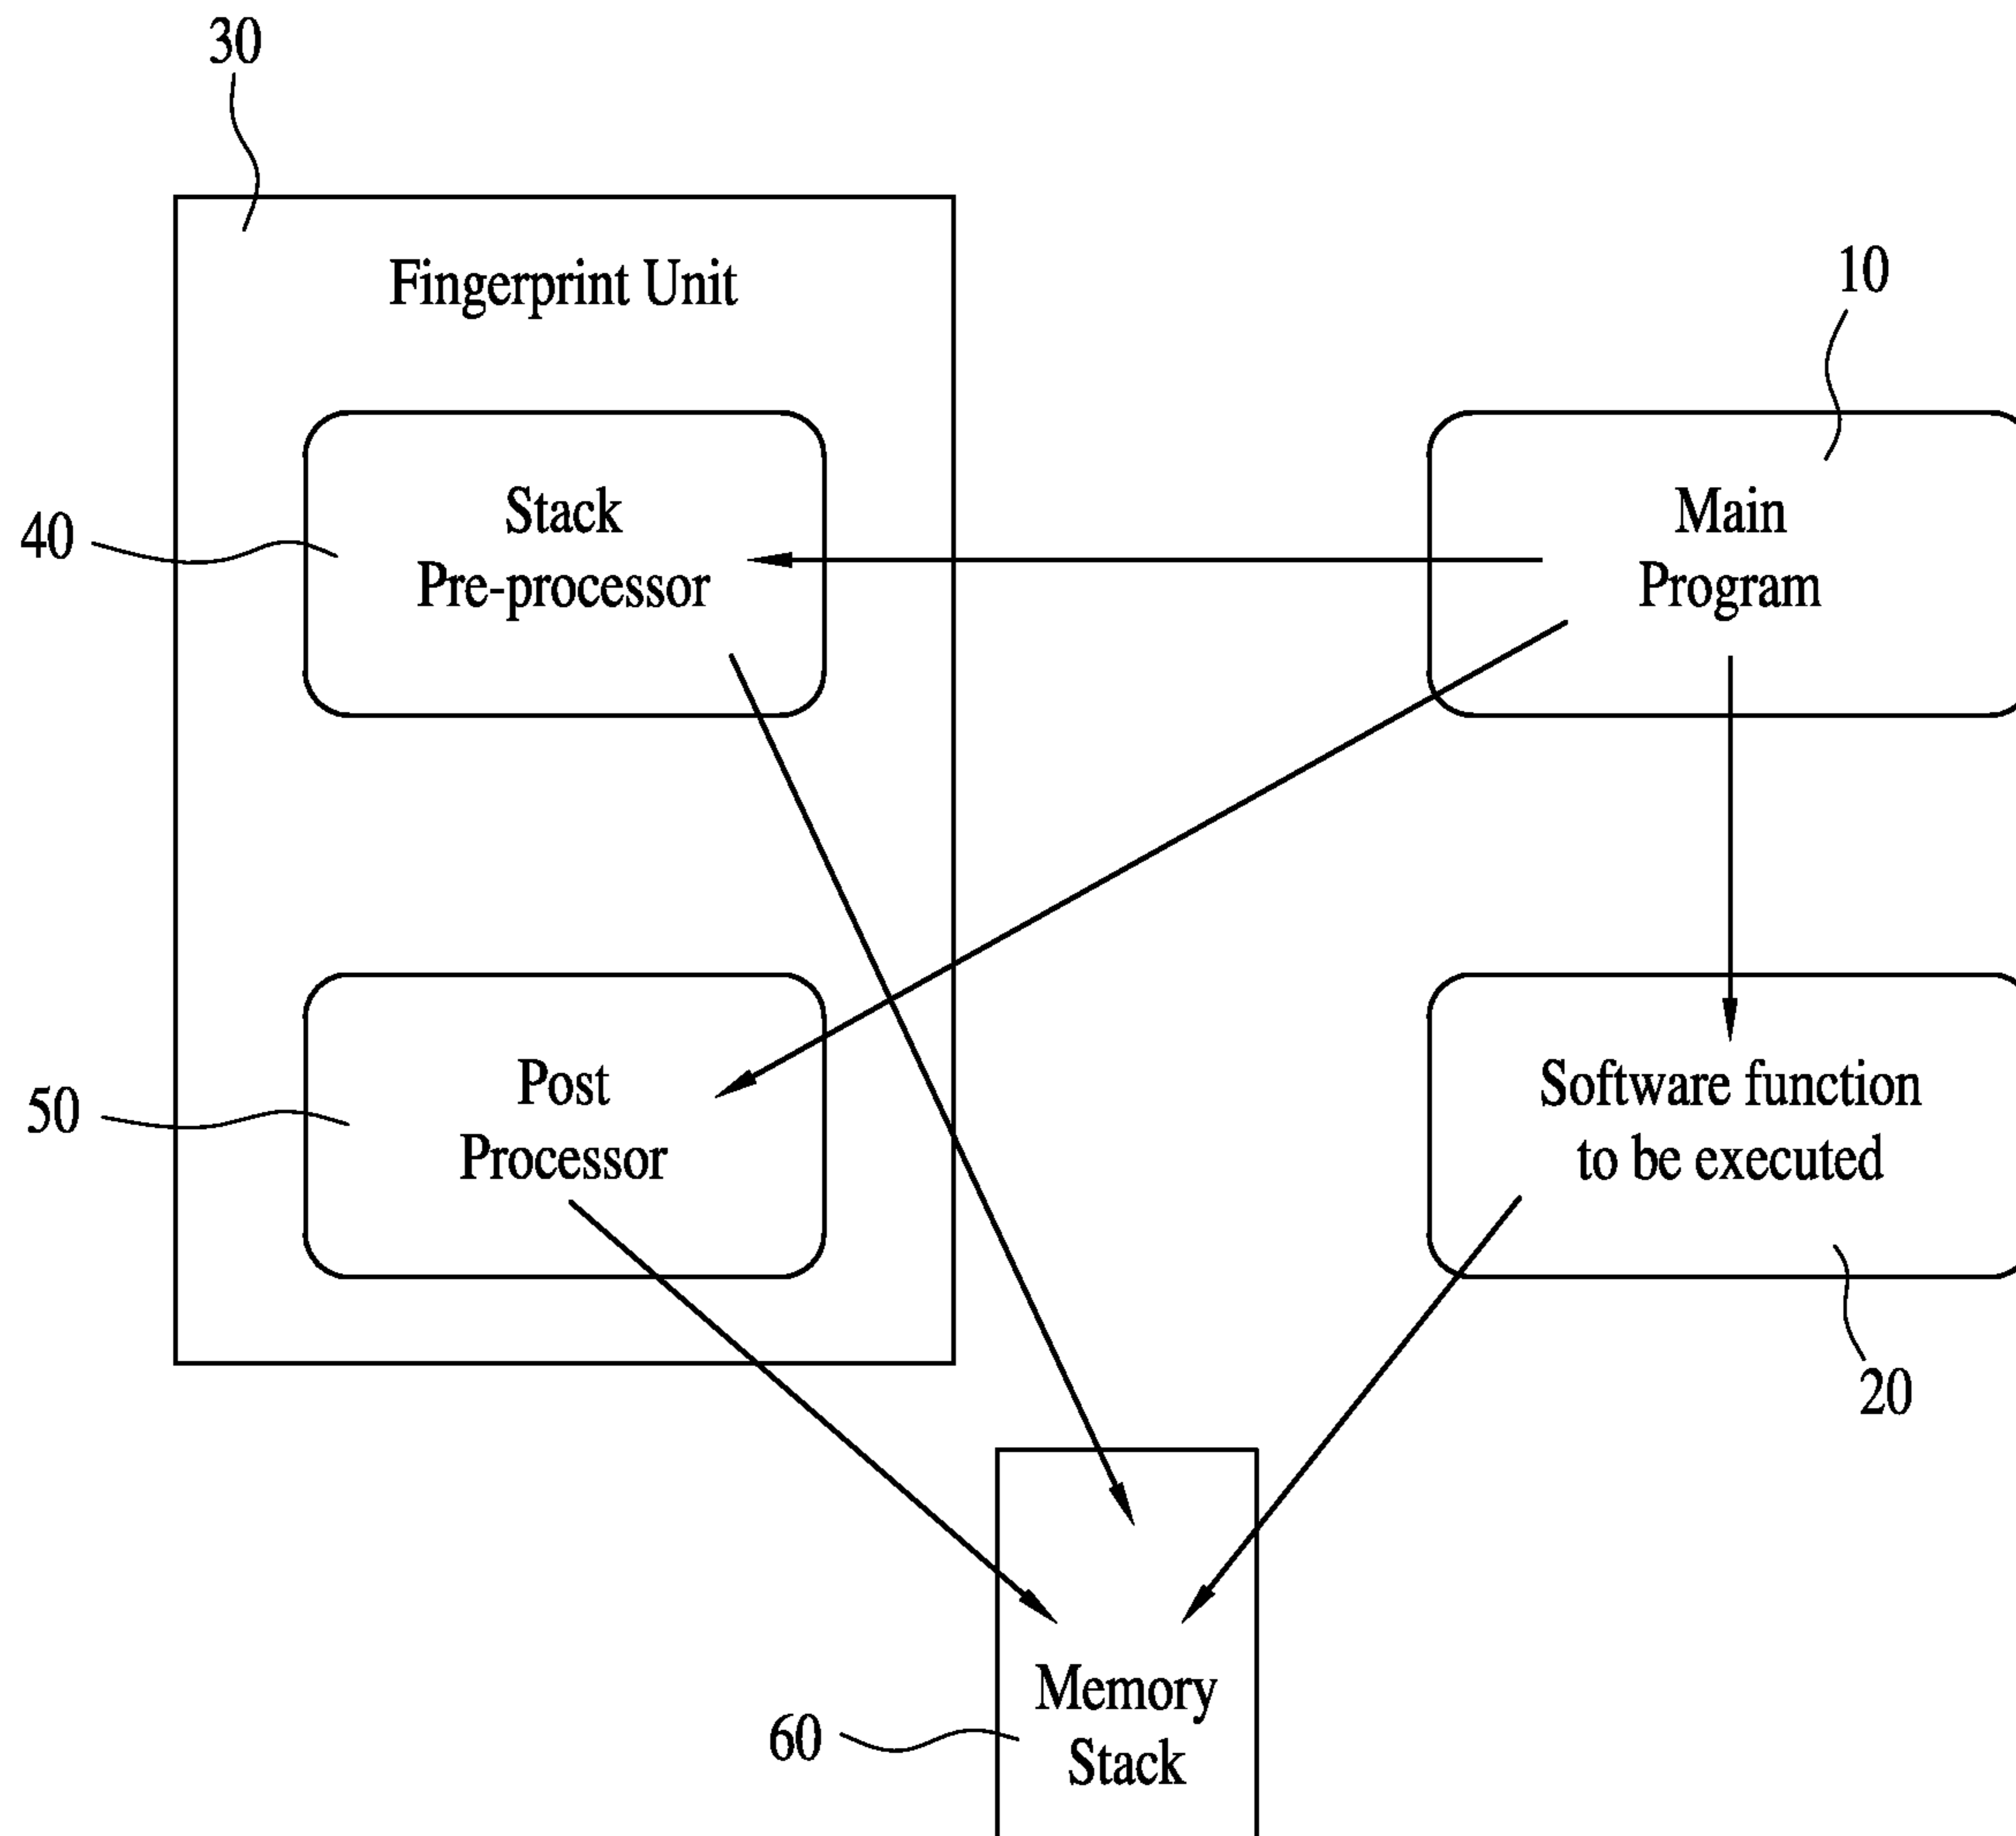 30
Fingerprint Unit
10
Stack
Pre-processor
40
Main
Program
Post
Processor
50
Software function
to be executed
20
Memory
Stack
60